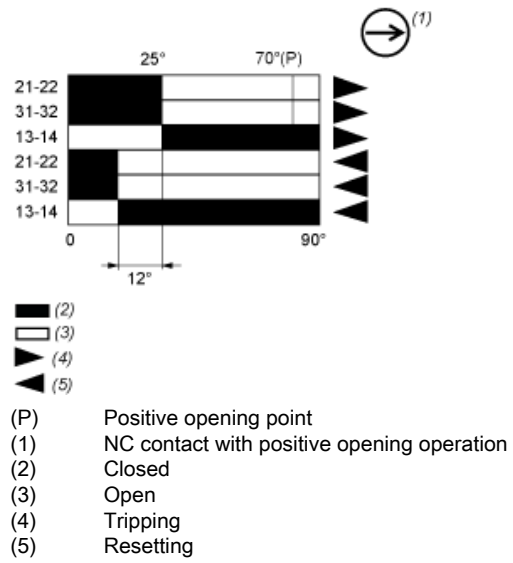 (1)
25° 70°(P)
21-22
31-32
13-14
21-22
31-32
13-14
0 90°
12°
(2)
(3)
(4)
(5)
(P) Positive opening point
(1) NC contact with positive opening operation
(2) Closed
(3) Open
(4) Tripping
(5) Resetting